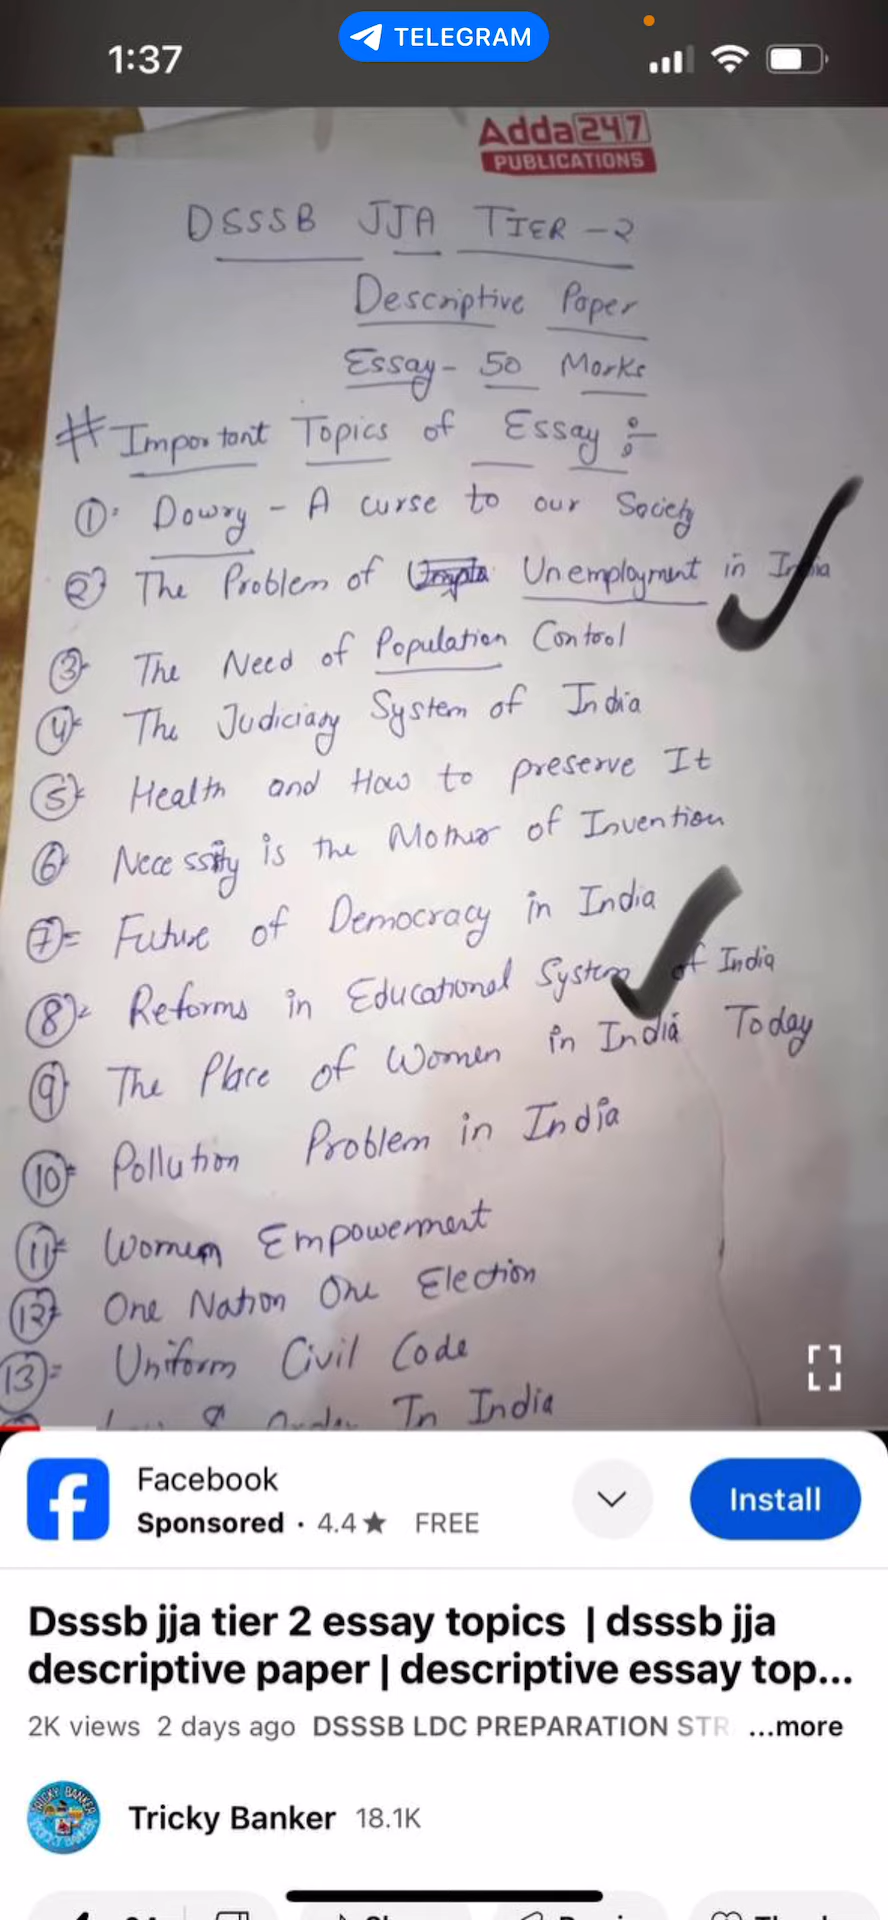 1:37
TELEGRAM
Adda247
PUBLICATIONS
DSSSB JJA TIER-2
Descriptive Paper
Essay- 50 Marks
# Important Topics of Essay :-
① Dowry - A curse to our Society
② The Problem of Unemployment in India
③ The Need of Population Control
④ The Judiciary System of India
⑤ Health and How to preserve It
⑥ Necessity is the Mother of Invention
⑦ Future of Democracy in India
⑧ Reforms in Educational System of India
⑨ The Place of Women in India Today
⑩ Pollution Problem in India
⑪ Women Empowerment
⑫ One Nation One Election
⑬ Uniform Civil Code
& Order In India
Facebook
Sponsored · 4.4★ FREE
Install
Dsssb jja tier 2 essay topics | dsssb jja
descriptive paper | descriptive essay top...
2K views 2 days ago DSSSB LDC PREPARATION STR ...more
Tricky Banker 18.1K